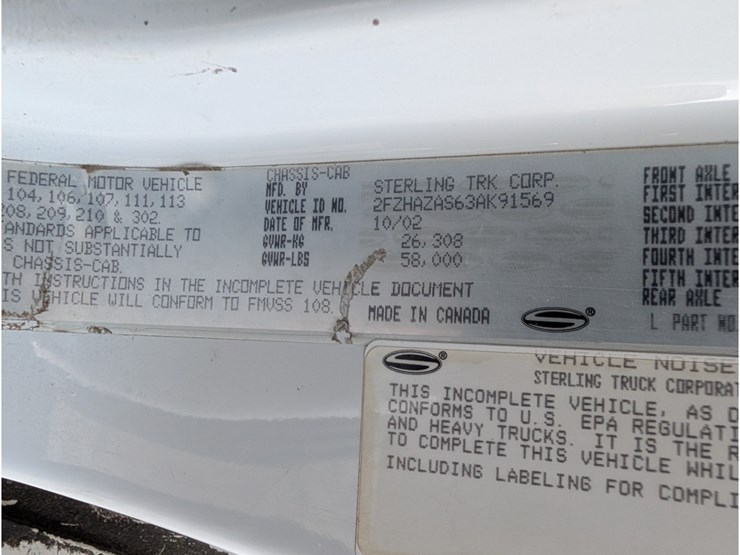 FEDERAL MOTOR VEHICLE
104, 106, 107, 111, 113
208, 209, 210 & 302.
ANDARDS APPLICABLE TO
S NOT SUBSTANTIALLY
CHASSIS-CAB.
TH INSTRUCTIONS IN THE INCOMPLETE VEHICLE DOCUMENT
IS VEHICLE WILL CONFORM TO FMVSS 108.
CHASSIS-CAB
MFD. BY STERLING TRK CORP.
VEHICLE ID NO. 2FZHAZAS63AK91569
DATE OF MFR. 10/02
GVWR-KG 26,308
GVWR-LBS 58,000
MADE IN CANADA
S®
FRONT AXLE
FIRST INTER
SECOND INTE
THIRD INTER
FOURTH INTE
FIFTH INTER
REAR AXLE
L PART NO.
S®
VEHICLE NOISE
STERLING TRUCK CORPORAT
THIS INCOMPLETE VEHICLE, AS D
CONFORMS TO U.S. EPA REGULATI
AND HEAVY TRUCKS. IT IS THE R
TO COMPLETE THIS VEHICLE WHIL
INCLUDING LABELING FOR COMPLI